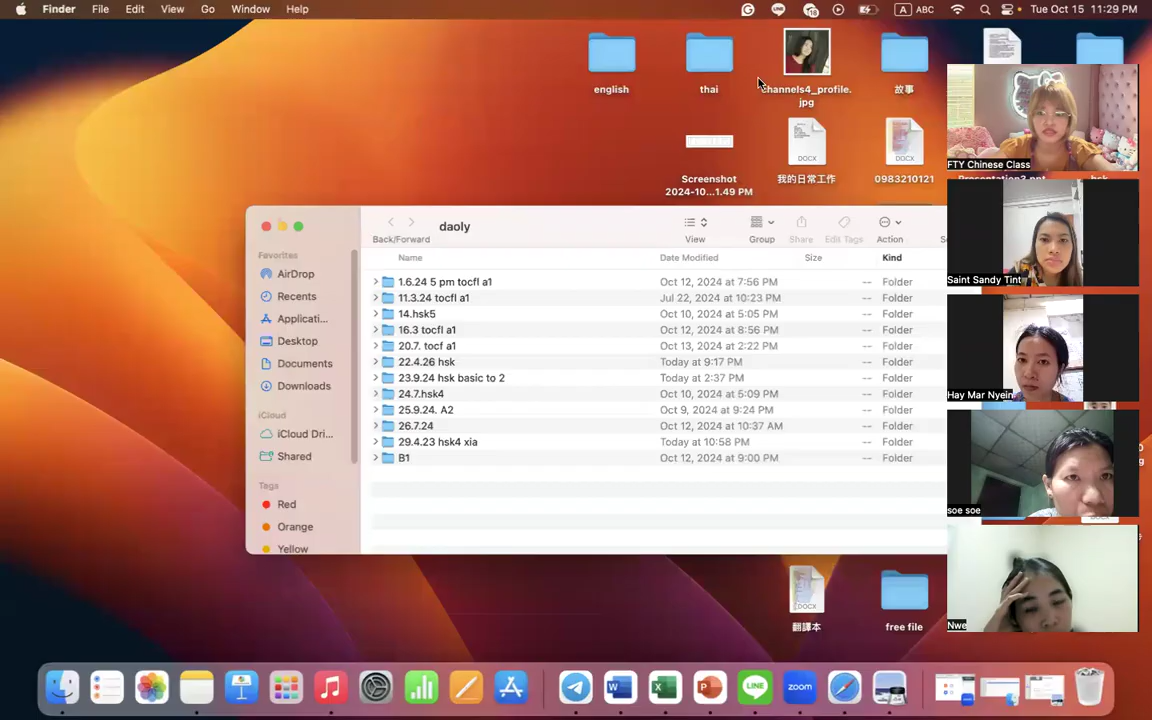 Finder File Edit View Go Window Help
18
A ABC
Tue Oct 15 11:29 PM
english
thai
channels4_profile.
jpg
故事
Screenshot
2024-10...1.49 PM
DOCX
我的日常工作
DOCX
0983210121
FTY Chinese Class
Saint Sandy Tint
Hay Mar Nyein
soe soe
Nwe
daoly
Back/Forward
View
Group
Share
Edit Tags
Action
Name
Date Modified
Size
Kind
Favorites
AirDrop
Recents
Applicati...
Desktop
Documents
Downloads
iCloud
iCloud Dri...
Shared
Tags
Red
Orange
Yellow
1.6.24 5 pm tocfl a1 Oct 12, 2024 at 7:56 PM -- Folder
11.3.24 tocfl a1 Jul 22, 2024 at 10:23 PM -- Folder
14.hsk5 Oct 10, 2024 at 5:05 PM -- Folder
16.3 tocfl a1 Oct 12, 2024 at 8:56 PM -- Folder
20.7. tocf a1 Oct 13, 2024 at 2:22 PM -- Folder
22.4.26 hsk Today at 9:17 PM -- Folder
23.9.24 hsk basic to 2 Today at 2:37 PM -- Folder
24.7.hsk4 Oct 10, 2024 at 5:09 PM -- Folder
25.9.24. A2 Oct 9, 2024 at 9:24 PM -- Folder
26.7.24 Oct 12, 2024 at 10:37 AM -- Folder
29.4.23 hsk4 xia Today at 10:58 PM -- Folder
B1 Oct 12, 2024 at 9:00 PM -- Folder
DOCX
翻譯本
free file
zoom
LINE